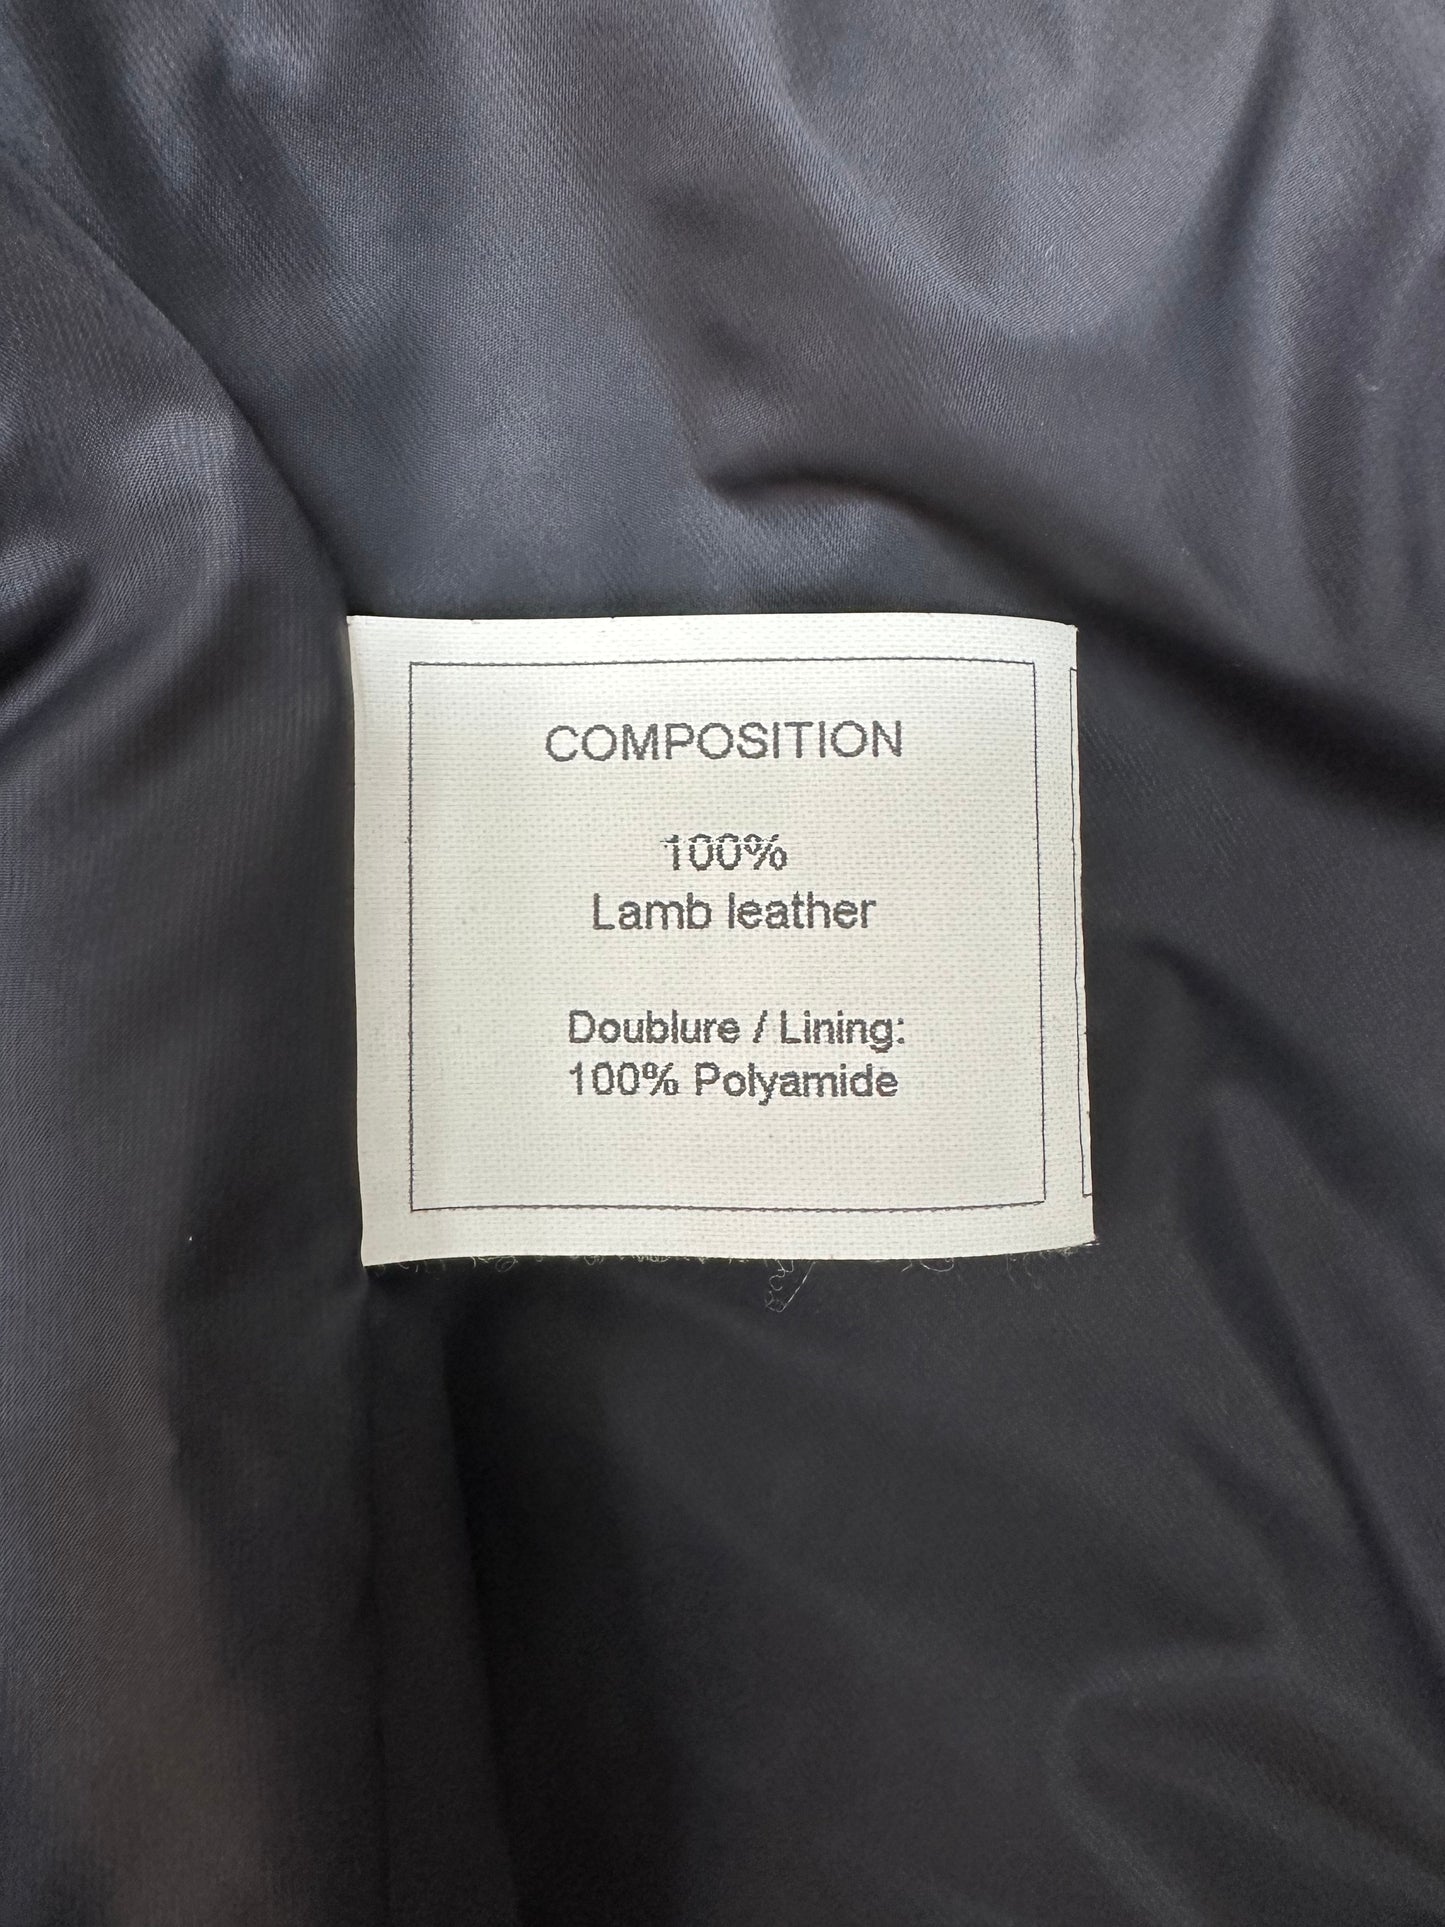 COMPOSITION
100%
Lamb leather
Doublure / Lining:
100% Polyamide